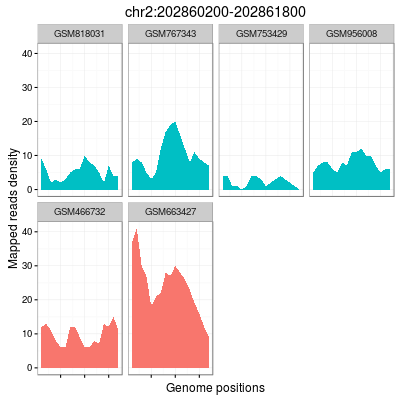 chr2:202860200-202861800
GSM818031 GSM767343 GSM753429 GSM956008
40
30
20
10
0
GSM466732 GSM663427
40
30
20
10
0
Mapped reads density
Genome positions